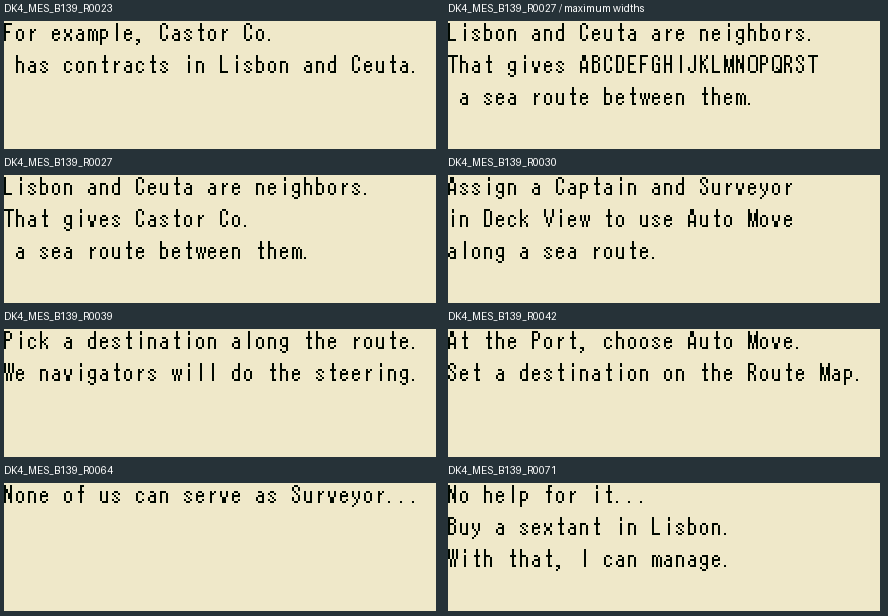 DK4_MES_B139_R0023
For example, Castor Co.
has contracts in Lisbon and Ceuta.
DK4_MES_B139_R0027 / maximum widths
Lisbon and Ceuta are neighbors.
That gives ABCDEFGHIJKLMNOPQRST
a sea route between them.
DK4_MES_B139_R0027
Lisbon and Ceuta are neighbors.
That gives Castor Co.
a sea route between them.
DK4_MES_B139_R0030
Assign a Captain and Surveyor
in Deck View to use Auto Move
along a sea route.
DK4_MES_B139_R0039
Pick a destination along the route.
We navigators will do the steering.
DK4_MES_B139_R0042
At the Port, choose Auto Move.
Set a destination on the Route Map.
DK4_MES_B139_R0064
None of us can serve as Surveyor...
DK4_MES_B139_R0071
No help for it...
Buy a sextant in Lisbon.
With that, I can manage.